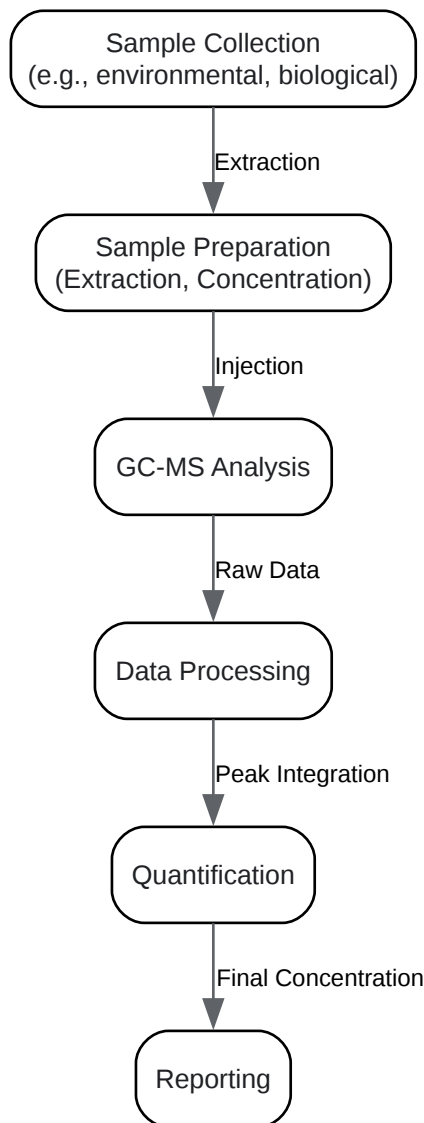 Sample Collection
(e.g., environmental, biological)
Extraction
Sample Preparation
(Extraction, Concentration)
Injection
GC-MS Analysis
Raw Data
Data Processing
Peak Integration
Quantification
Final Concentration
Reporting